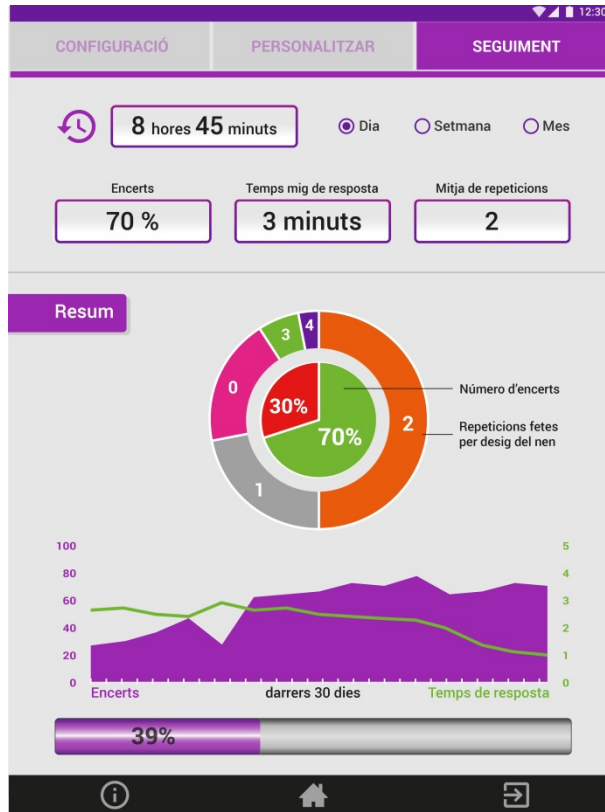 12:30
CONFIGURACIÓ PERSONALITZAR SEGUIMENT
8 hores 45 minuts Dia Setmana Mes
Encerts Temps mig de resposta Mitja de repeticions
70 % 3 minuts 2
Resum
3 4
0 30% 70% 2
1
Número d'encerts
Repeticions fetes
per desig del nen
100 5
80 4
60 3
40 2
20 1
0 0
Encerts darrers 30 dies Temps de resposta
39%